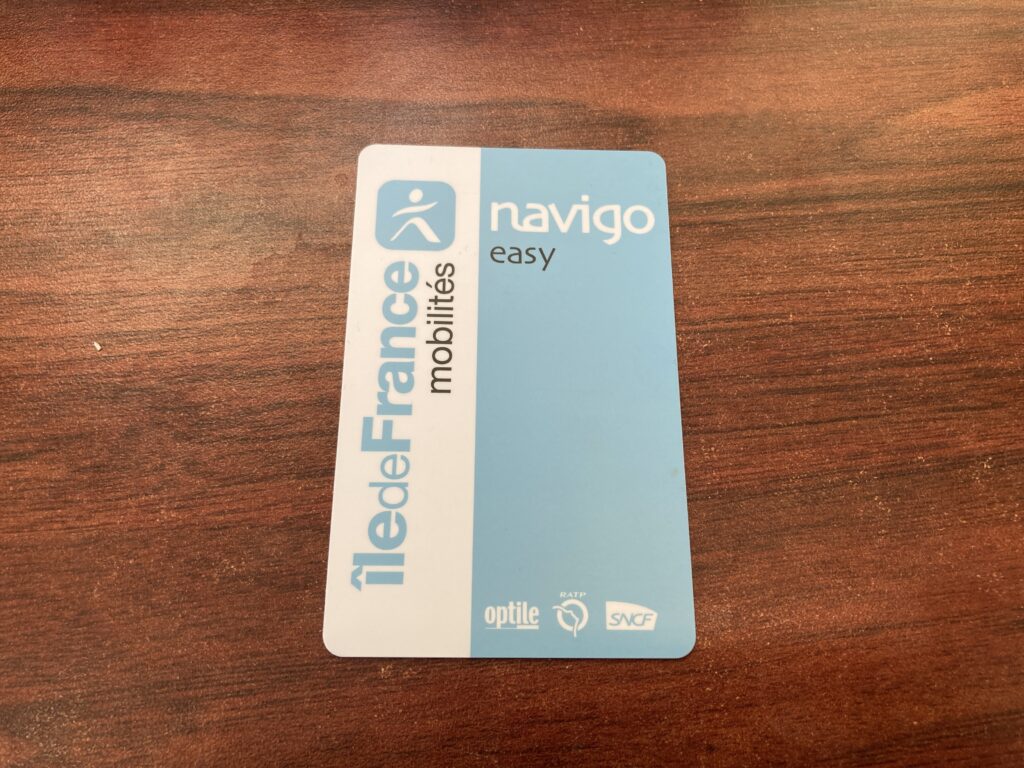 îledeFrance
mobilités
navigo
easy
optile
RATP
SNCF